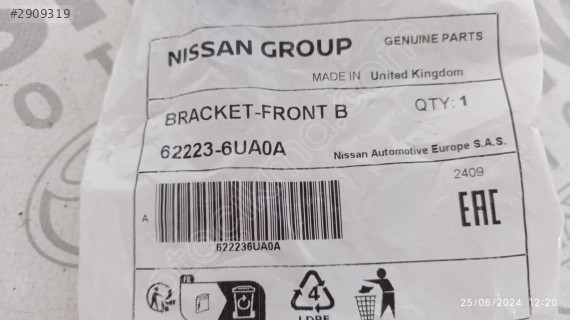 #2909319
NISSAN GROUP
GENUINE PARTS
MADE IN United Kingdom
BRACKET-FRONT B
QTY: 1
62223-6UA0A
Nissan Automotive Europe S.A.S.
2409
A
EAC
622236UA0A
FR
4
LDPE
25/06/2024 12:20